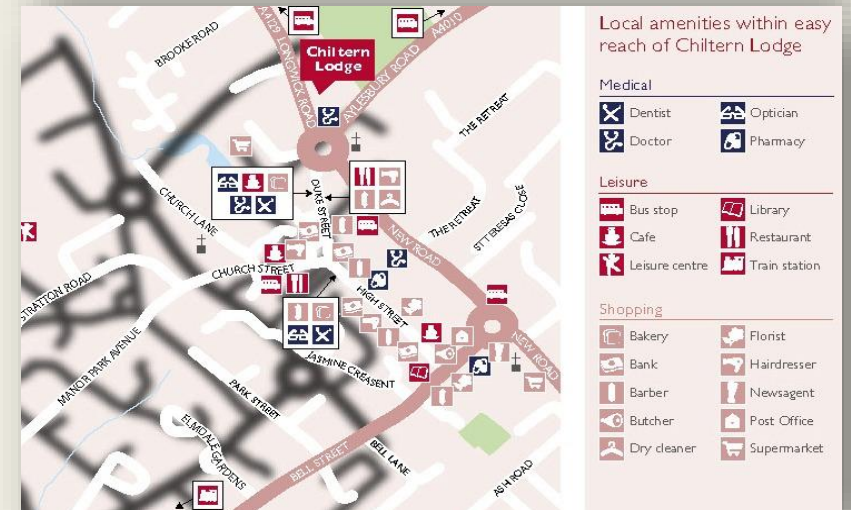 BROOKE ROAD
A4129 LONGWICK ROAD
AYLESBURY ROAD A4010
Chiltern
Lodge
THE RETREAT
THE RETREAT
ST TERESAS CLOSE
CHURCH LANE
DUKE STREET
NEW ROAD
CHURCH STREET
STRATTON ROAD
HIGH STREET
MANOR PARK AVENUE
JASMINE CREASENT
NEW ROAD
PARK STREET
ELMDALE GARDENS
BELL STREET
BELL LANE
ASH ROAD
Local amenities within easy
reach of Chiltern Lodge
Medical
Dentist
Optician
Doctor
Pharmacy
Leisure
Bus stop
Library
Cafe
Restaurant
Leisure centre
Train station
Shopping
Bakery
Florist
Bank
Hairdresser
Barber
Newsagent
Butcher
Post Office
Dry cleaner
Supermarket